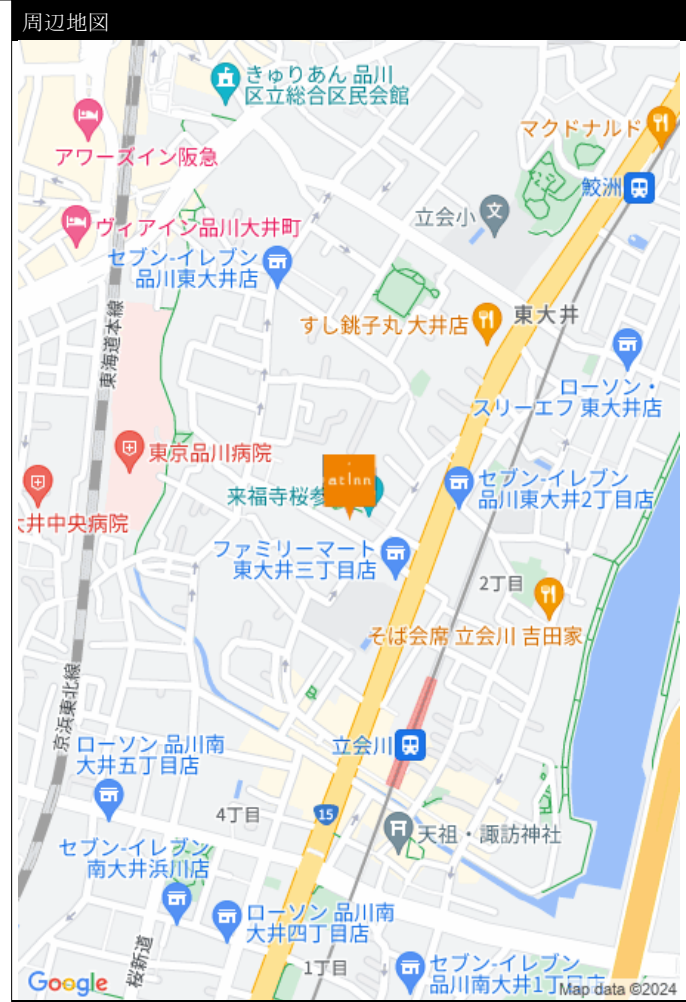 周辺地図
きゅりあん 品川
区立総合区民会館
マクドナルド
アワーズイン阪急
鮫洲
立会小
文
ヴィアイン品川大井町
セブン-イレブン
品川東大井店
すし銚子丸 大井店
東大井
東海道本線
ローソン・
スリーエフ 東大井店
東京品川病院
atInn
セブン-イレブン
品川東大井2丁目店
来福寺桜参
大井中央病院
ファミリーマート
東大井三丁目店
2丁目
そば会席 立会川 吉田家
京浜東北線
立会川
ローソン 品川南
大井五丁目店
15
4丁目
天祖・諏訪神社
セブン-イレブン
南大井浜川店
ローソン 品川南
大井四丁目店
桜新道
1丁目
セブン-イレブン
品川南大井1丁目店
Google
Map data ©2024